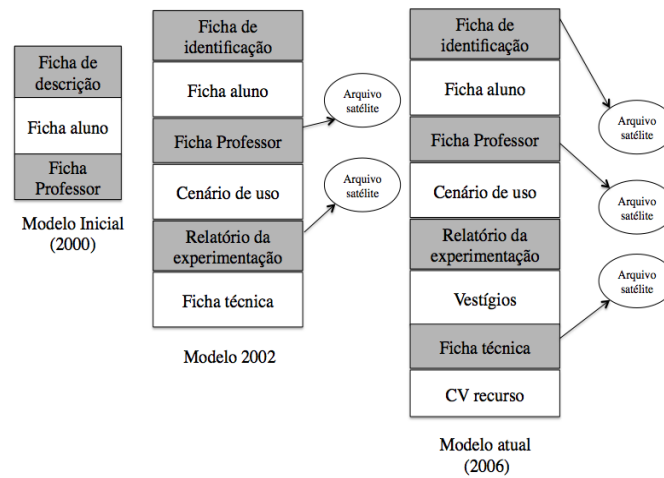 Ficha de
descrição
Ficha aluno
Ficha
Professor
Modelo Inicial
(2000)
Ficha de
identificação
Ficha aluno
Ficha Professor
Cenário de uso
Relatório da
experimentação
Ficha técnica
Modelo 2002
Arquivo
satélite
Arquivo
satélite
Ficha de
identificação
Ficha aluno
Ficha Professor
Cenário de uso
Relatório da
experimentação
Vestígios
Ficha técnica
CV recurso
Modelo atual
(2006)
Arquivo
satélite
Arquivo
satélite
Arquivo
satélite